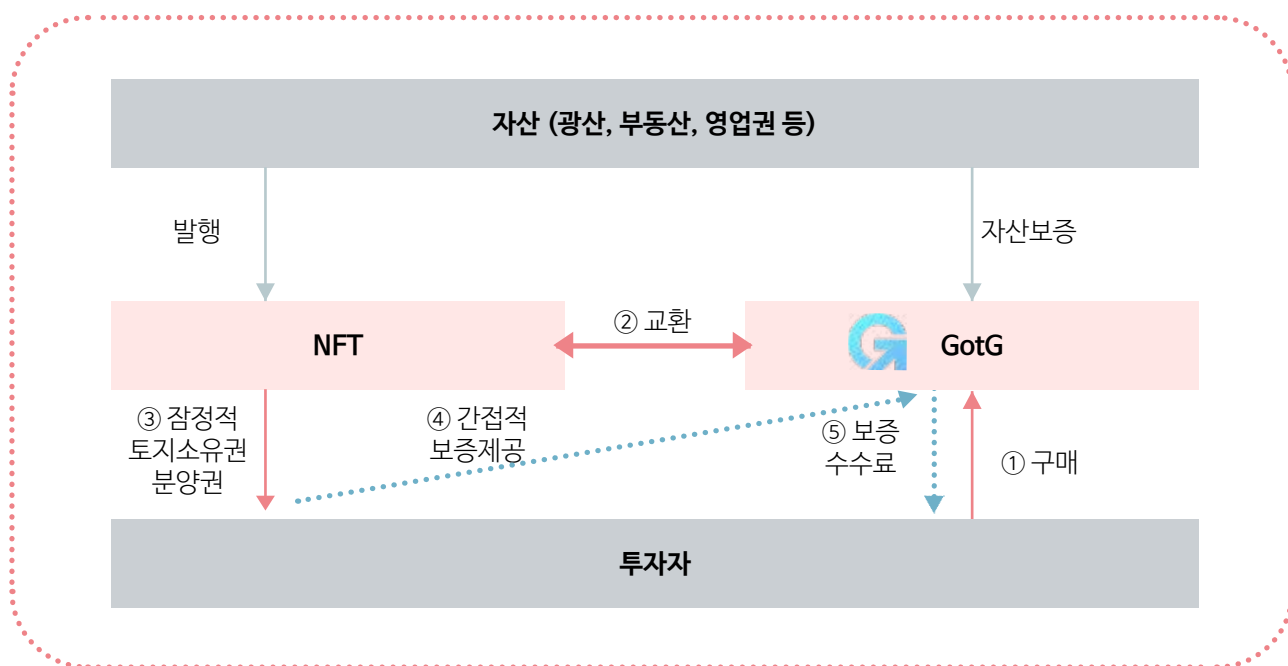 자산 (광산, 부동산, 영업권 등)
발행
자산보증
NFT
② 교환
GotG
③ 잠정적
토지소유권
분양권
④ 간접적
보증제공
⑤ 보증
수수료
① 구매
투자자